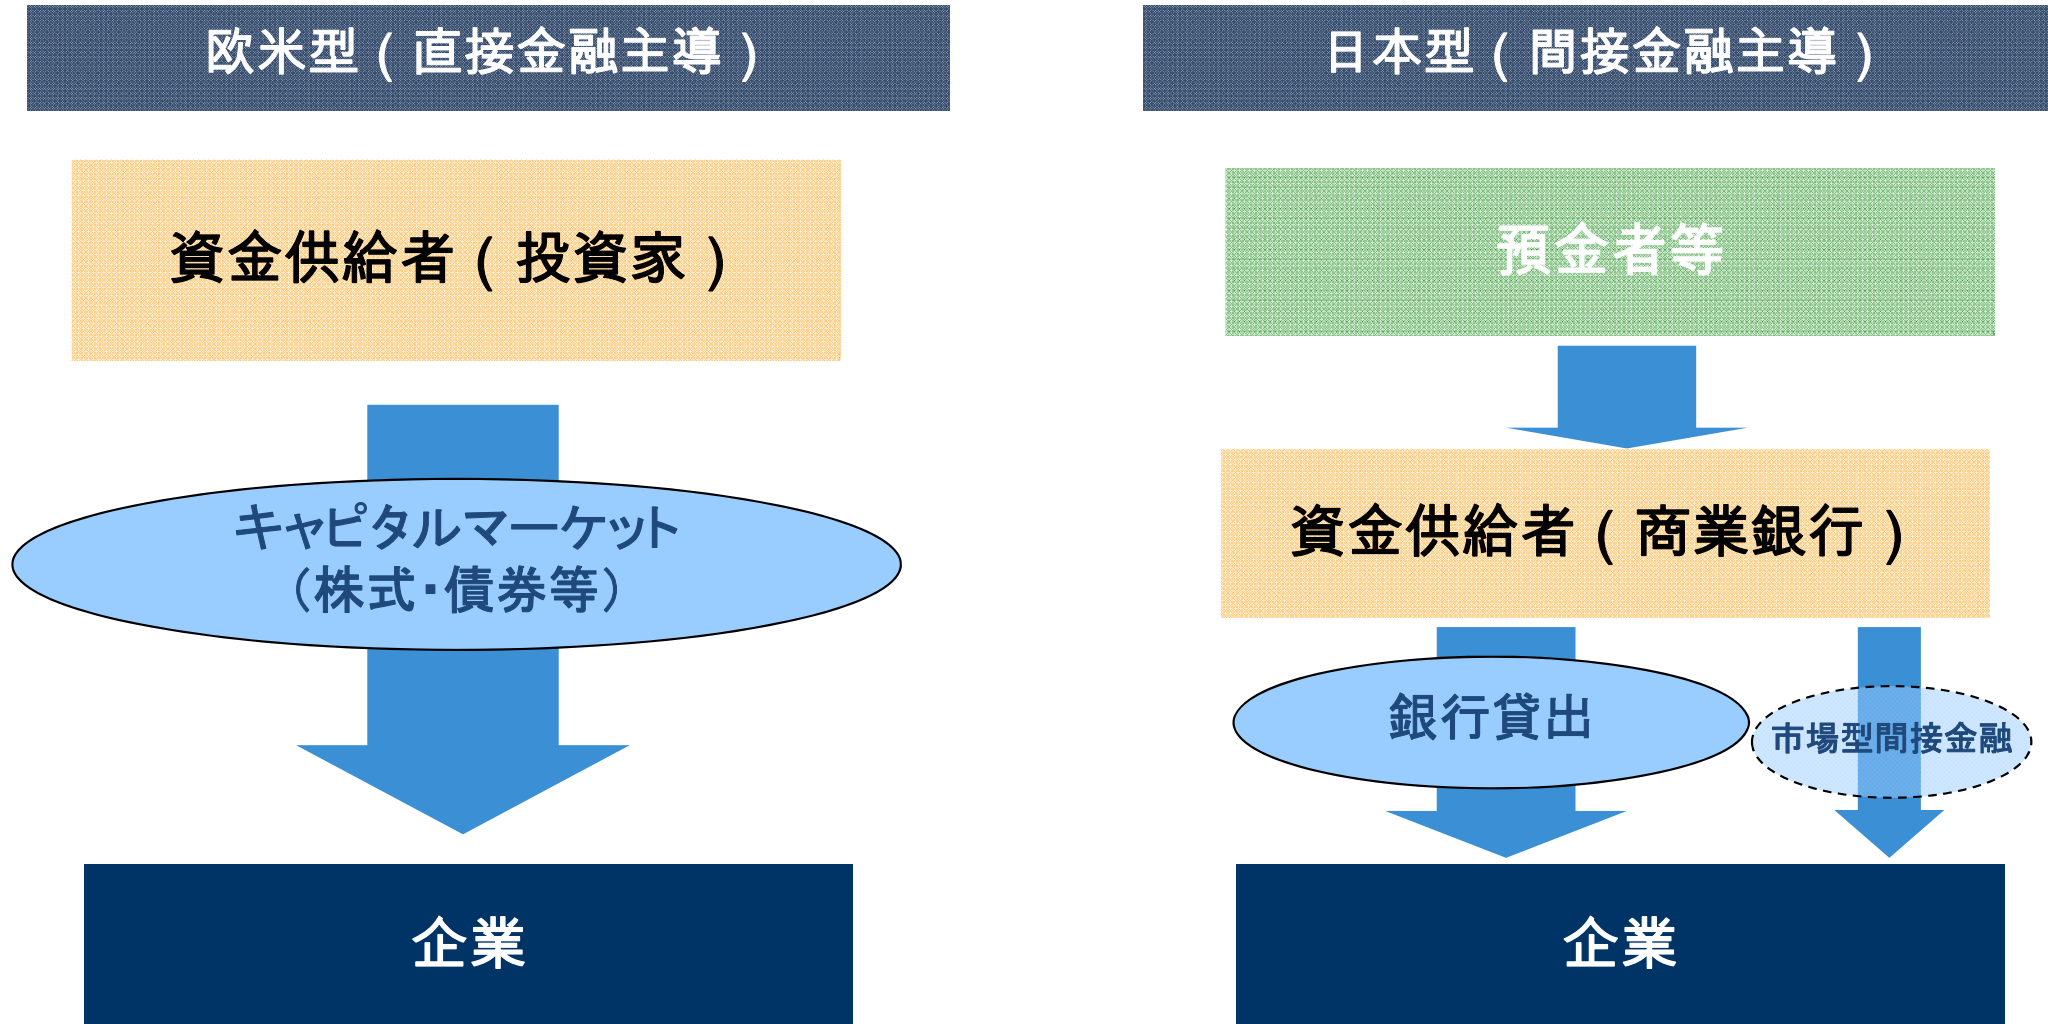 欧米型（直接金融主導）
資金供給者（投資家）
キャピタルマーケット
（株式・債券等）
企業
日本型（間接金融主導）
預金者等
資金供給者（商業銀行）
銀行貸出
市場型間接金融
企業